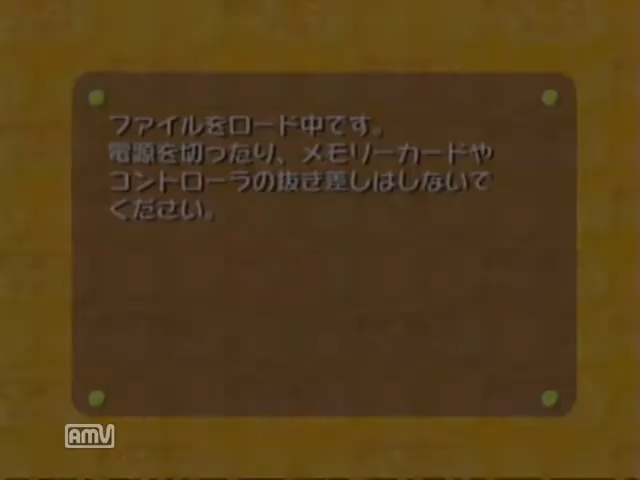 ファイルをロード中です。
電源を切ったり、メモリーカードや
コントローラの抜き差しはしないで
ください。
AMV